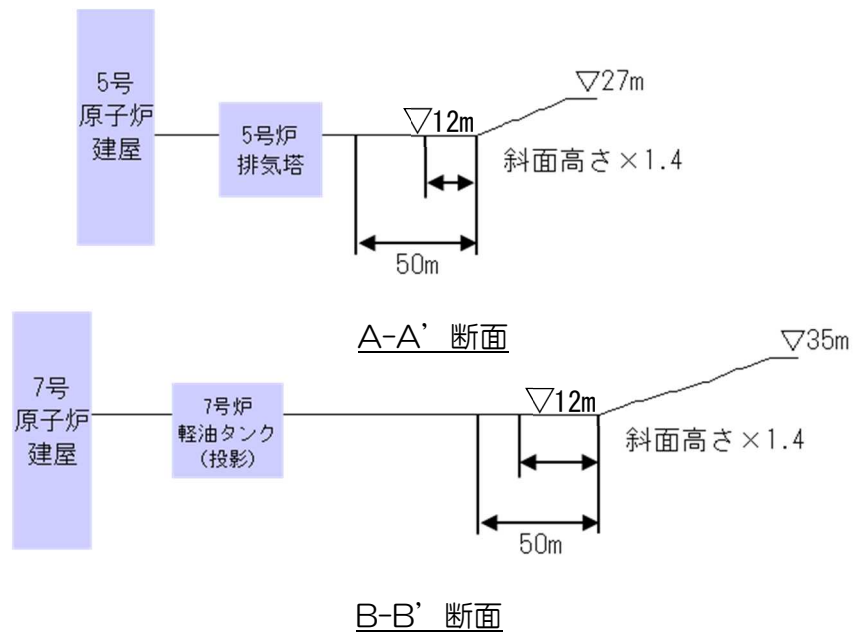 5号
原子炉
建屋
5号炉
排気塔
▽12m
▽27m
斜面高さ×1.4
50m
A-A’断面
7号
原子炉
建屋
7号炉
軽油タンク
(投影)
▽12m
▽35m
斜面高さ×1.4
50m
B-B’断面